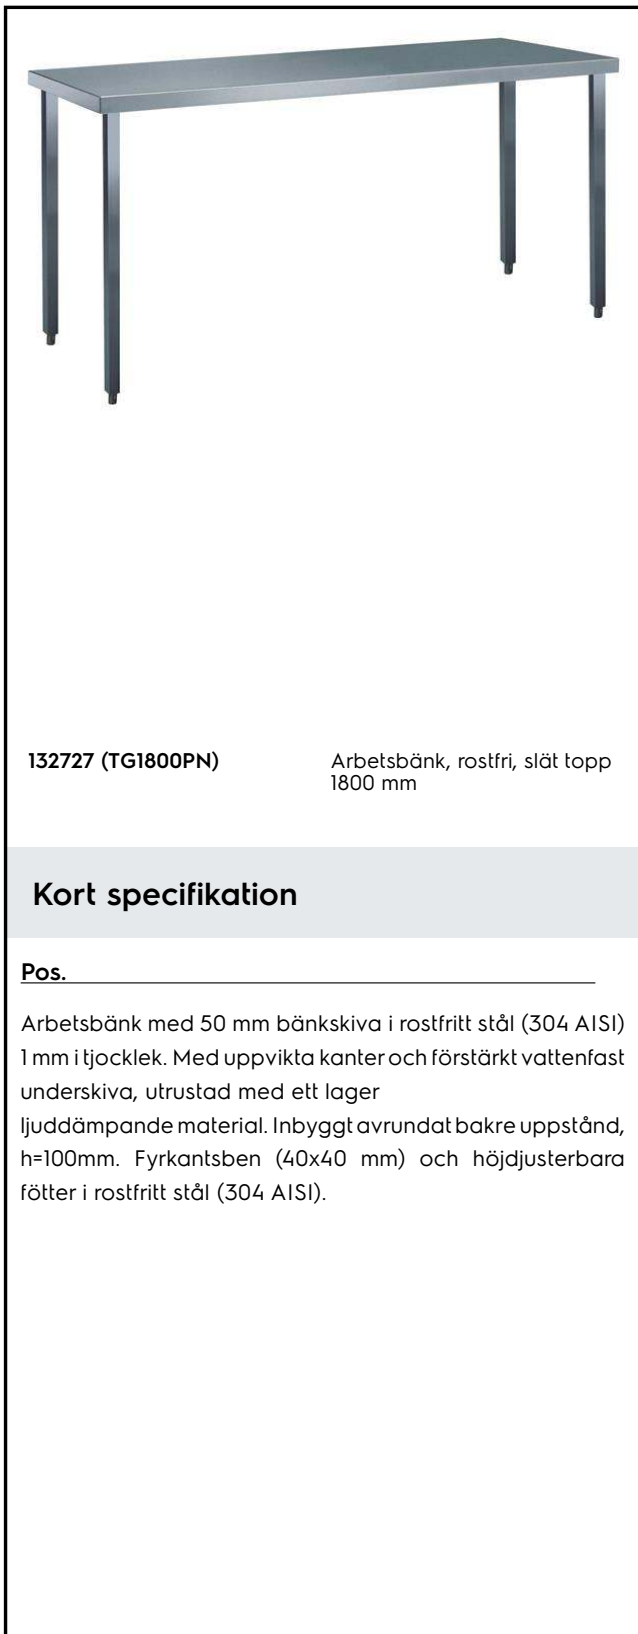 132727 (TG1800PN)
Arbetsbänk, rostfri, slät topp
1800 mm
Kort specifikation
Pos.
Arbetsbänk med 50 mm bänkskiva i rostfritt stål (304 AISI)
1 mm i tjocklek. Med uppvikta kanter och förstärkt vattenfast
underskiva, utrustad med ett lager
ljuddämpande material. Inbyggt avrundat bakre uppstånd,
h=100mm. Fyrkantsben (40x40 mm) och höjdjusterbara
fötter i rostfritt stål (304 AISI).